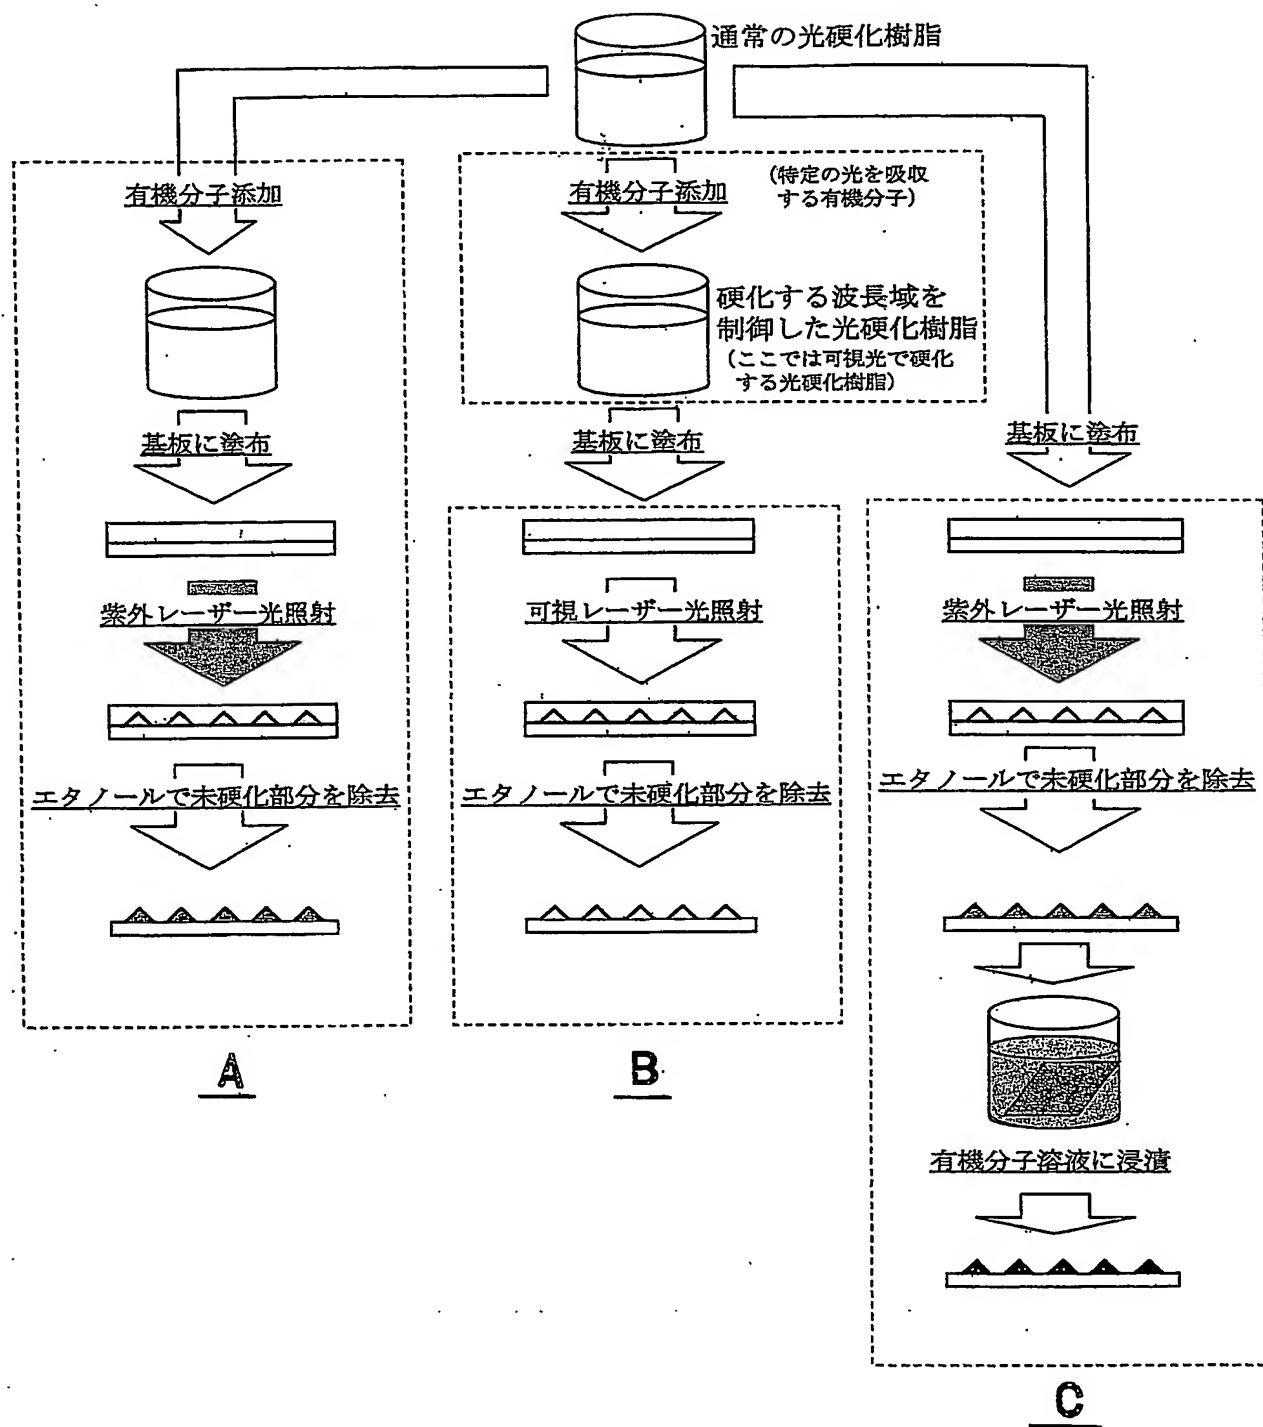 通常の光硬化樹脂
有機分子添加
基板に塗布
紫外レーザー光照射
エタノールで未硬化部分を除去
A
有機分子添加
(特定の光を吸収
する有機分子)
硬化する波長域を
制御した光硬化樹脂
(ここでは可視光で硬化
する光硬化樹脂)
基板に塗布
可視レーザー光照射
エタノールで未硬化部分を除去
B
基板に塗布
紫外レーザー光照射
エタノールで未硬化部分を除去
有機分子溶液に浸漬
C